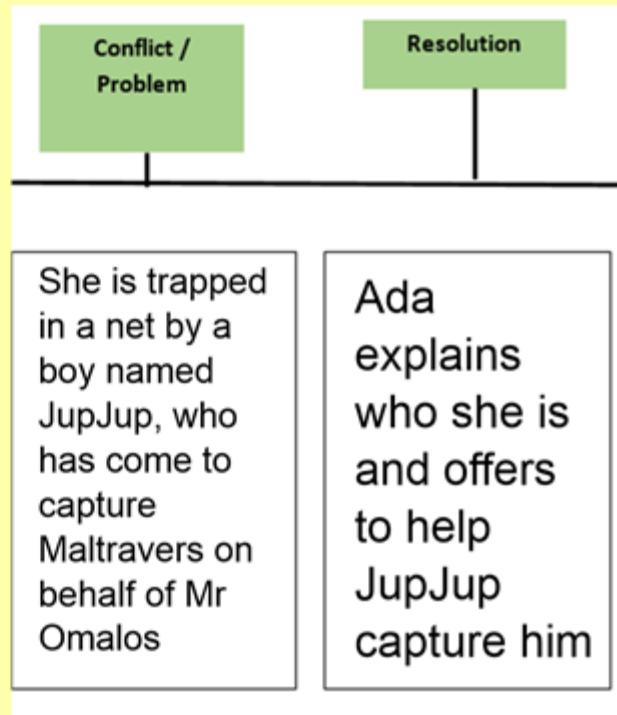 Conflict /
Problem
Resolution
She is trapped
in a net by a
boy named
JupJup, who
has come to
capture
Maltravers on
behalf of Mr
Omalos
Ada
explains
who she is
and offers
to help
JupJup
capture him